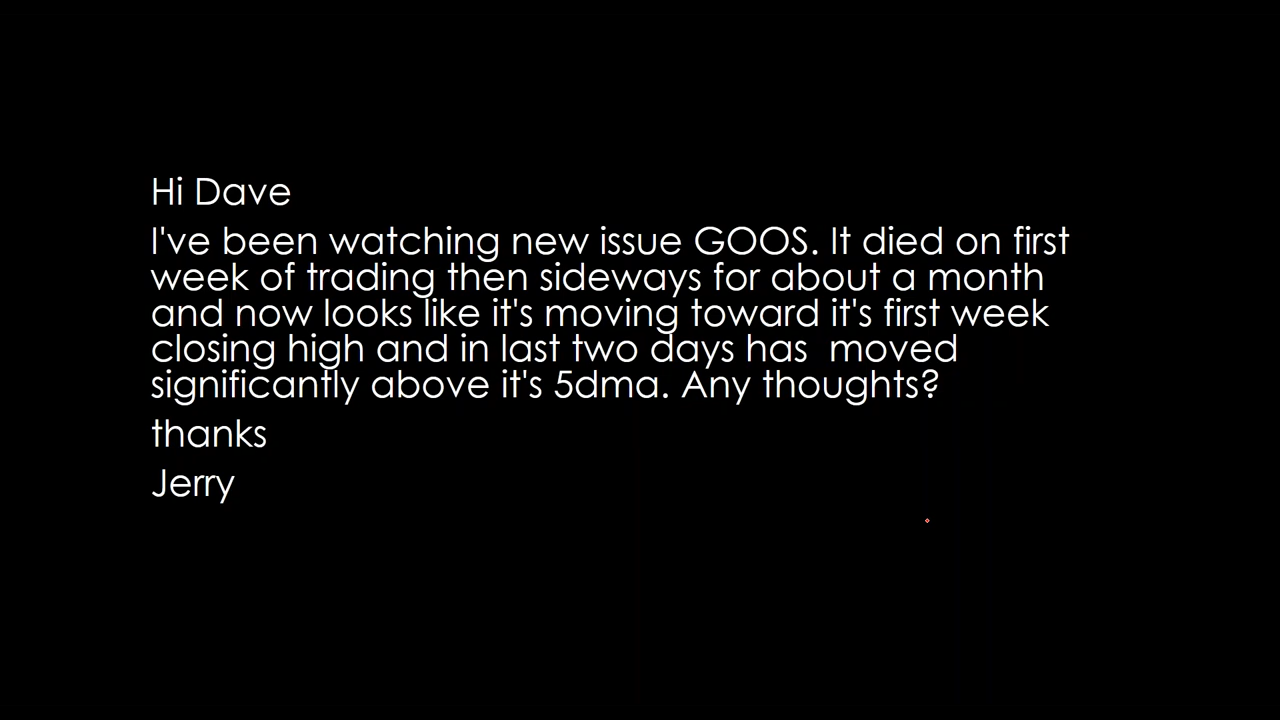 Hi Dave
I've been watching new issue GOOS. It died on first
week of trading then sideways for about a month
and now looks like it's moving toward it's first week
closing high and in last two days has  moved
significantly above it's 5dma. Any thoughts?
thanks
Jerry